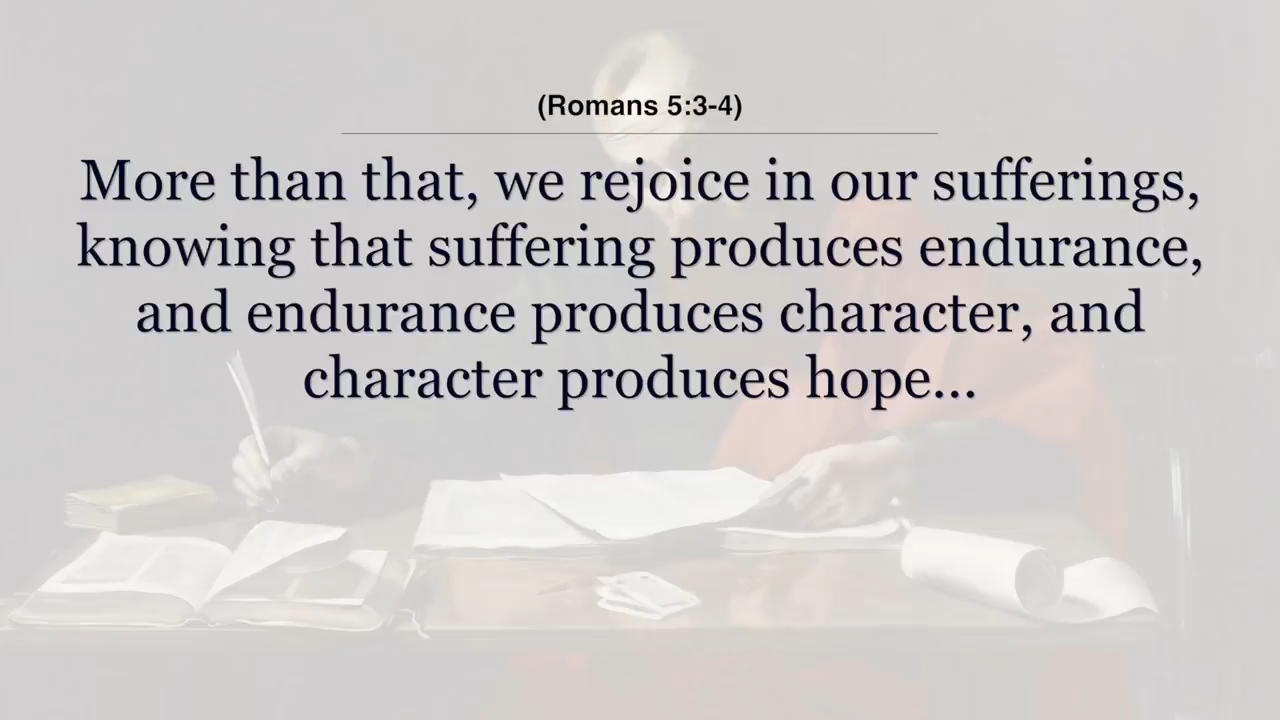 (Romans 5:3-4)
More than that, we rejoice in our sufferings,
knowing that suffering produces endurance,
and endurance produces character, and
character produces hope...